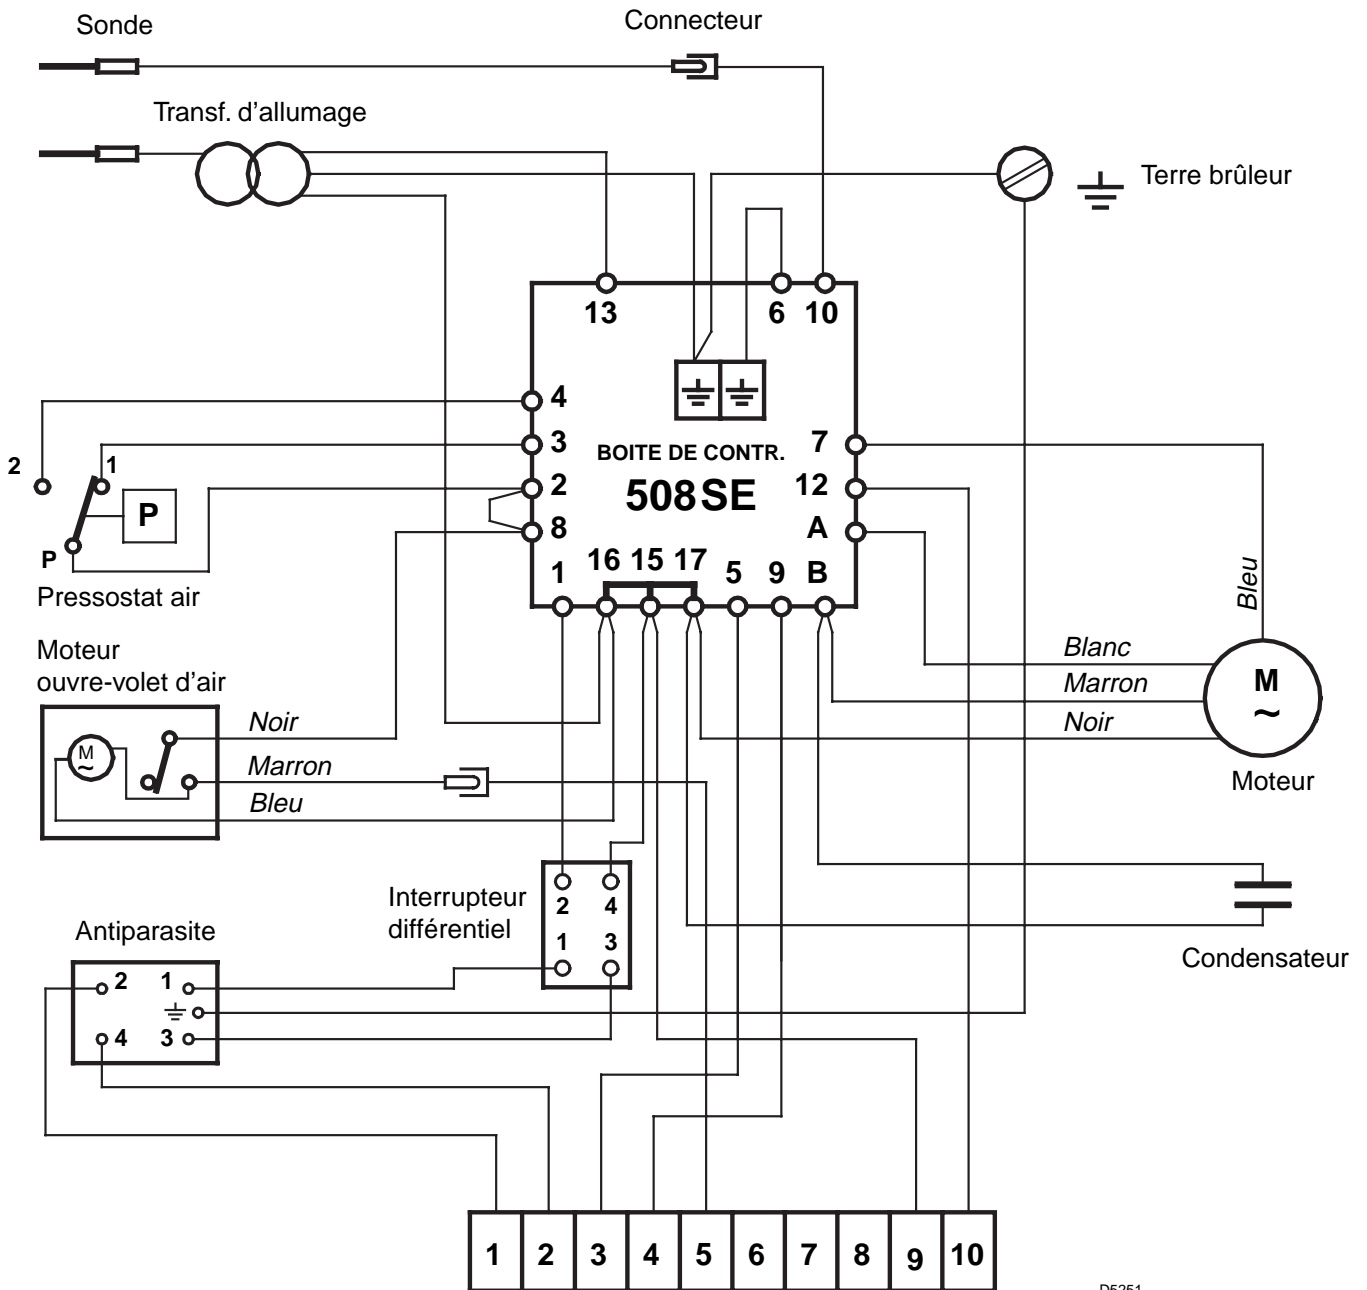 Sonde
Connecteur
Transf. d'allumage
Terre brûleur
13
6 10
4
3
2
8
BOITE DE CONTR.
508 SE
7
12
A
1 16 15 17 5 9 B
2
1
P
P
Pressostat air
Moteur
ouvre-volet d'air
M
~
Noir
Marron
Bleu
Bleu
Blanc
Marron
Noir
M
~
Moteur
Condensateur
Interrupteur
différentiel
2 4
1 3
Antiparasite
2 1
4 3
1 2 3 4 5 6 7 8 9 10